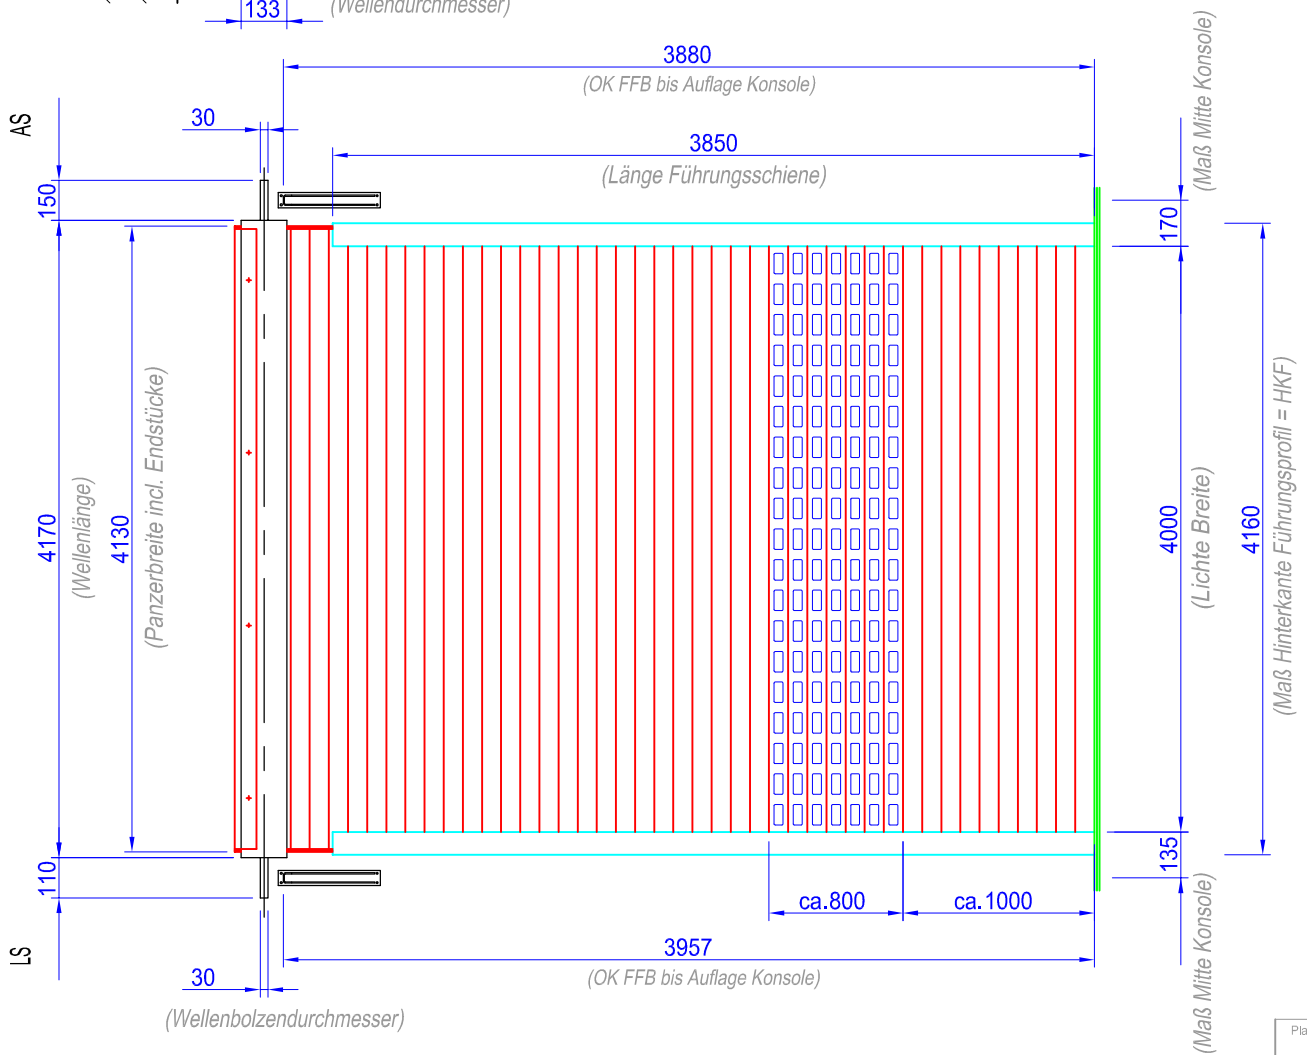 133
(Wellendurchmesser)
3880
(OK FFB bis Auflage Konsole)
AS
30
3850
(Länge Führungsschiene)
(Maß Mitte Konsole)
150
170
4170
(Wellenlänge)
4130
(Panzerbreite incl. Endstücke)
4000
(Lichte Breite)
4160
(Maß Hinterkante Führungsprofil = HKF)
110
135
ca.800
ca.1000
LS
3957
(OK FFB bis Auflage Konsole)
30
(Wellenbolzendurchmesser)
(Maß Mitte Konsole)
Pla